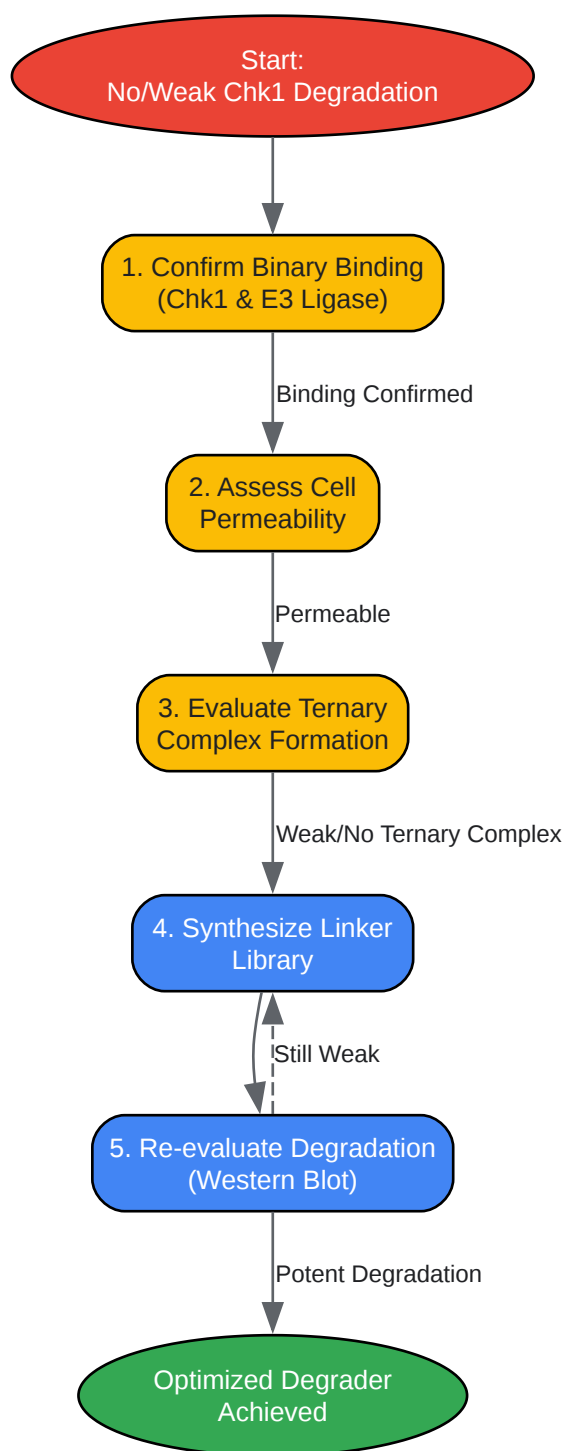 Start:
No/Weak Chk1 Degradation
1. Confirm Binary Binding
(Chk1 & E3 Ligase)
Binding Confirmed
2. Assess Cell
Permeability
Permeable
3. Evaluate Ternary
Complex Formation
Weak/No Ternary Complex
4. Synthesize Linker
Library
Still Weak
5. Re-evaluate Degradation
(Western Blot)
Potent Degradation
Optimized Degrader
Achieved